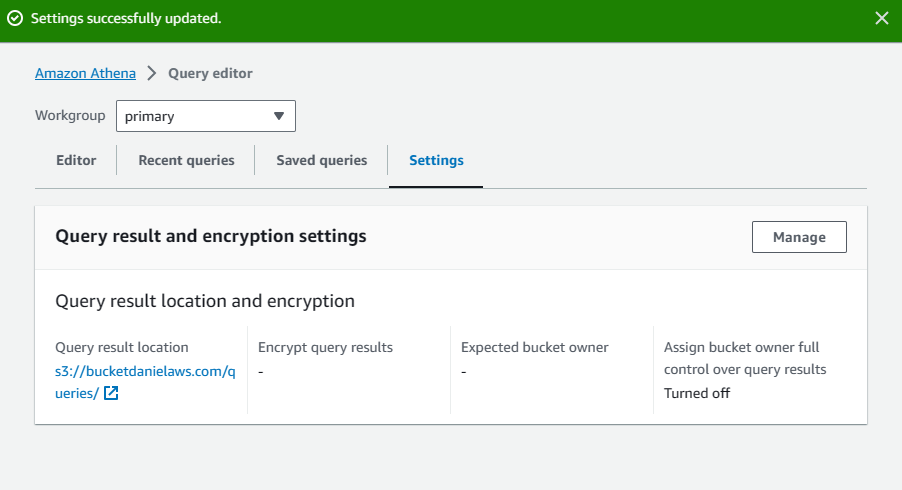 Settings successfully updated.
Amazon Athena > Query editor
Workgroup primary
Editor Recent queries Saved queries Settings
Query result and encryption settings Manage
Query result location and encryption
Query result location
s3://bucketdanielaws.com/q
ueries/
Encrypt query results
-
Expected bucket owner
-
Assign bucket owner full
control over query results
Turned off